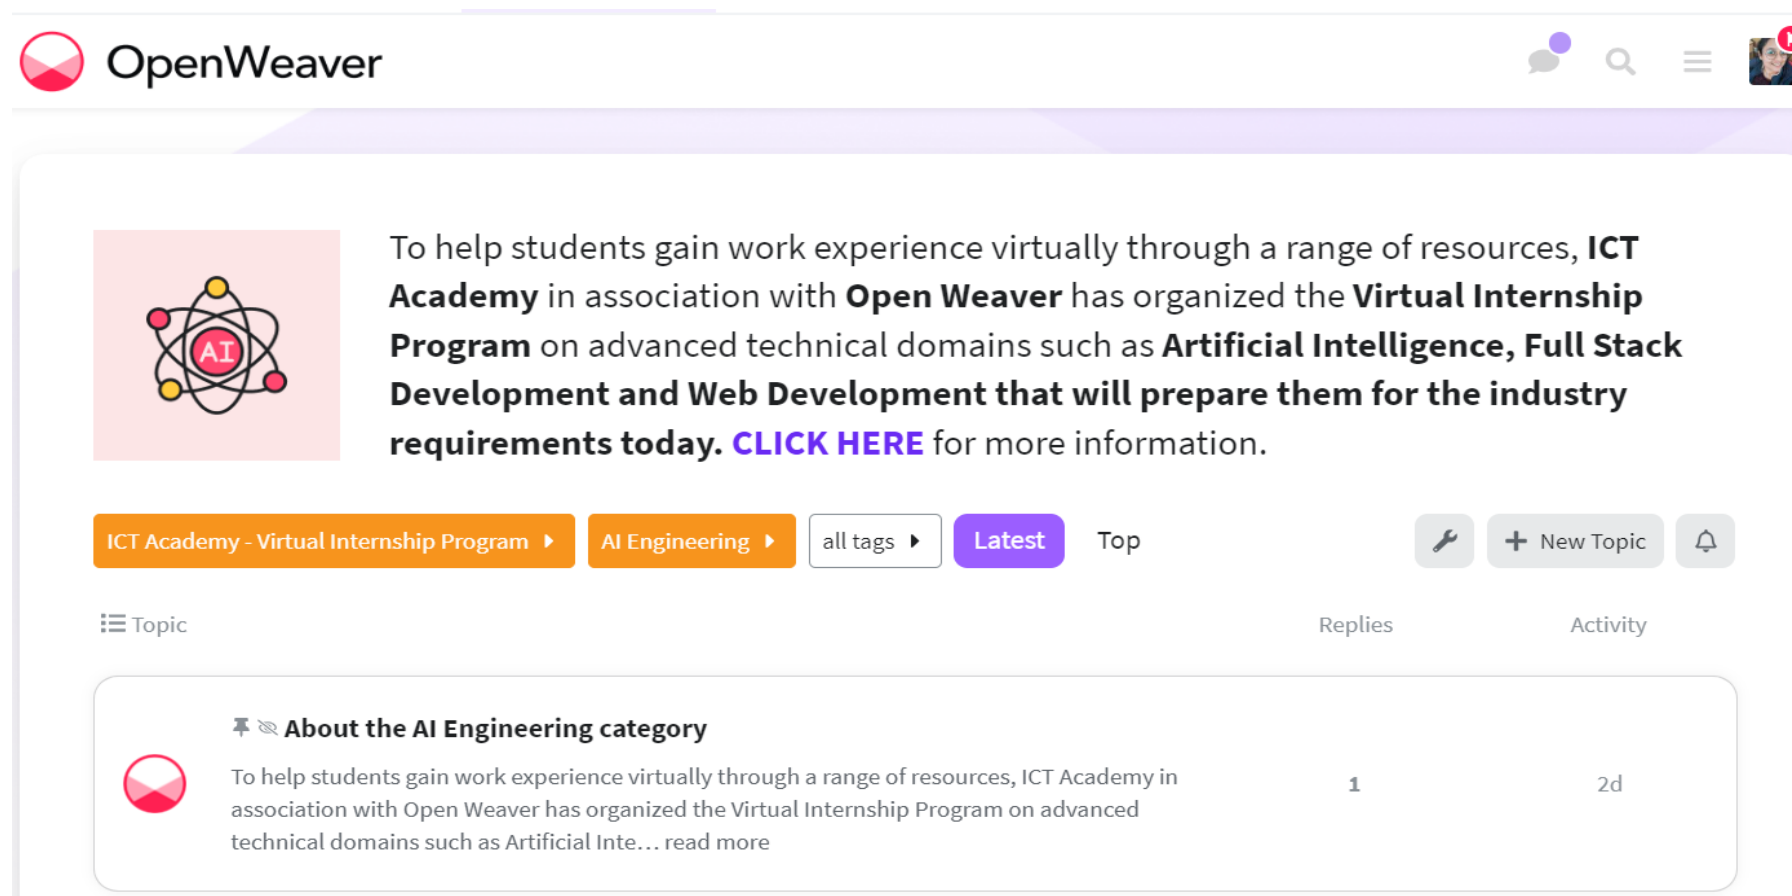 OpenWeaver
To help students gain work experience virtually through a range of resources, ICT
Academy in association with Open Weaver has organized the Virtual Internship
Program on advanced technical domains such as Artificial Intelligence, Full Stack
Development and Web Development that will prepare them for the industry
requirements today. CLICK HERE for more information.
AI
ICT Academy - Virtual Internship Program
AI Engineering
all tags
Latest
Top
New Topic
Topic
Replies
Activity
About the AI Engineering category
To help students gain work experience virtually through a range of resources, ICT Academy in
association with Open Weaver has organized the Virtual Internship Program on advanced
technical domains such as Artificial Inte… read more
1
2d